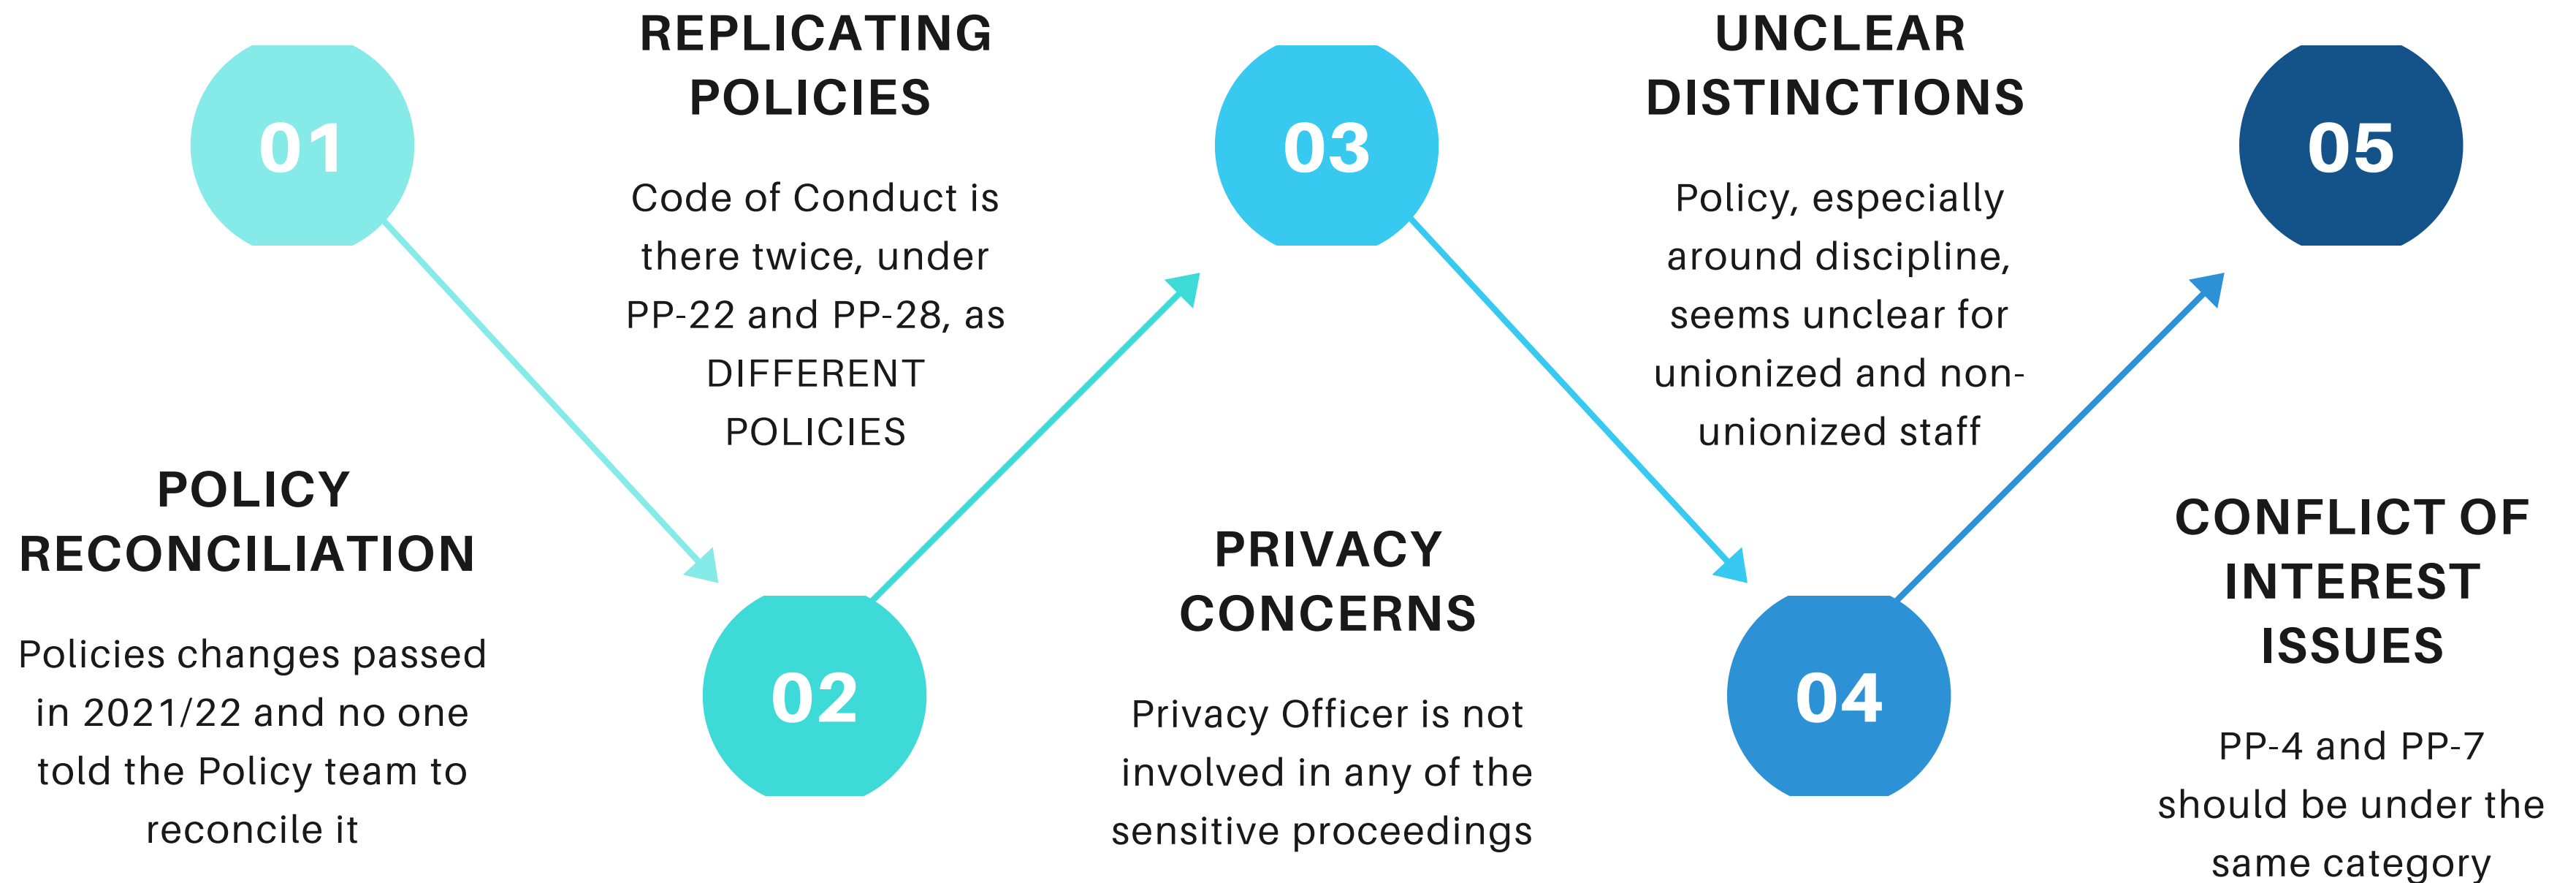 01
POLICY
RECONCILIATION
Policies changes passed
in 2021/22 and no one
told the Policy team to
reconcile it
REPLICATING
POLICIES
Code of Conduct is
there twice, under
PP-22 and PP-28, as
DIFFERENT
POLICIES
02
03
PRIVACY
CONCERNS
Privacy Officer is not
involved in any of the
sensitive proceedings
UNCLEAR
DISTINCTIONS
Policy, especially
around discipline,
seems unclear for
unionized and non-
unionized staff
04
05
CONFLICT OF
INTEREST
ISSUES
PP-4 and PP-7
should be under the
same category